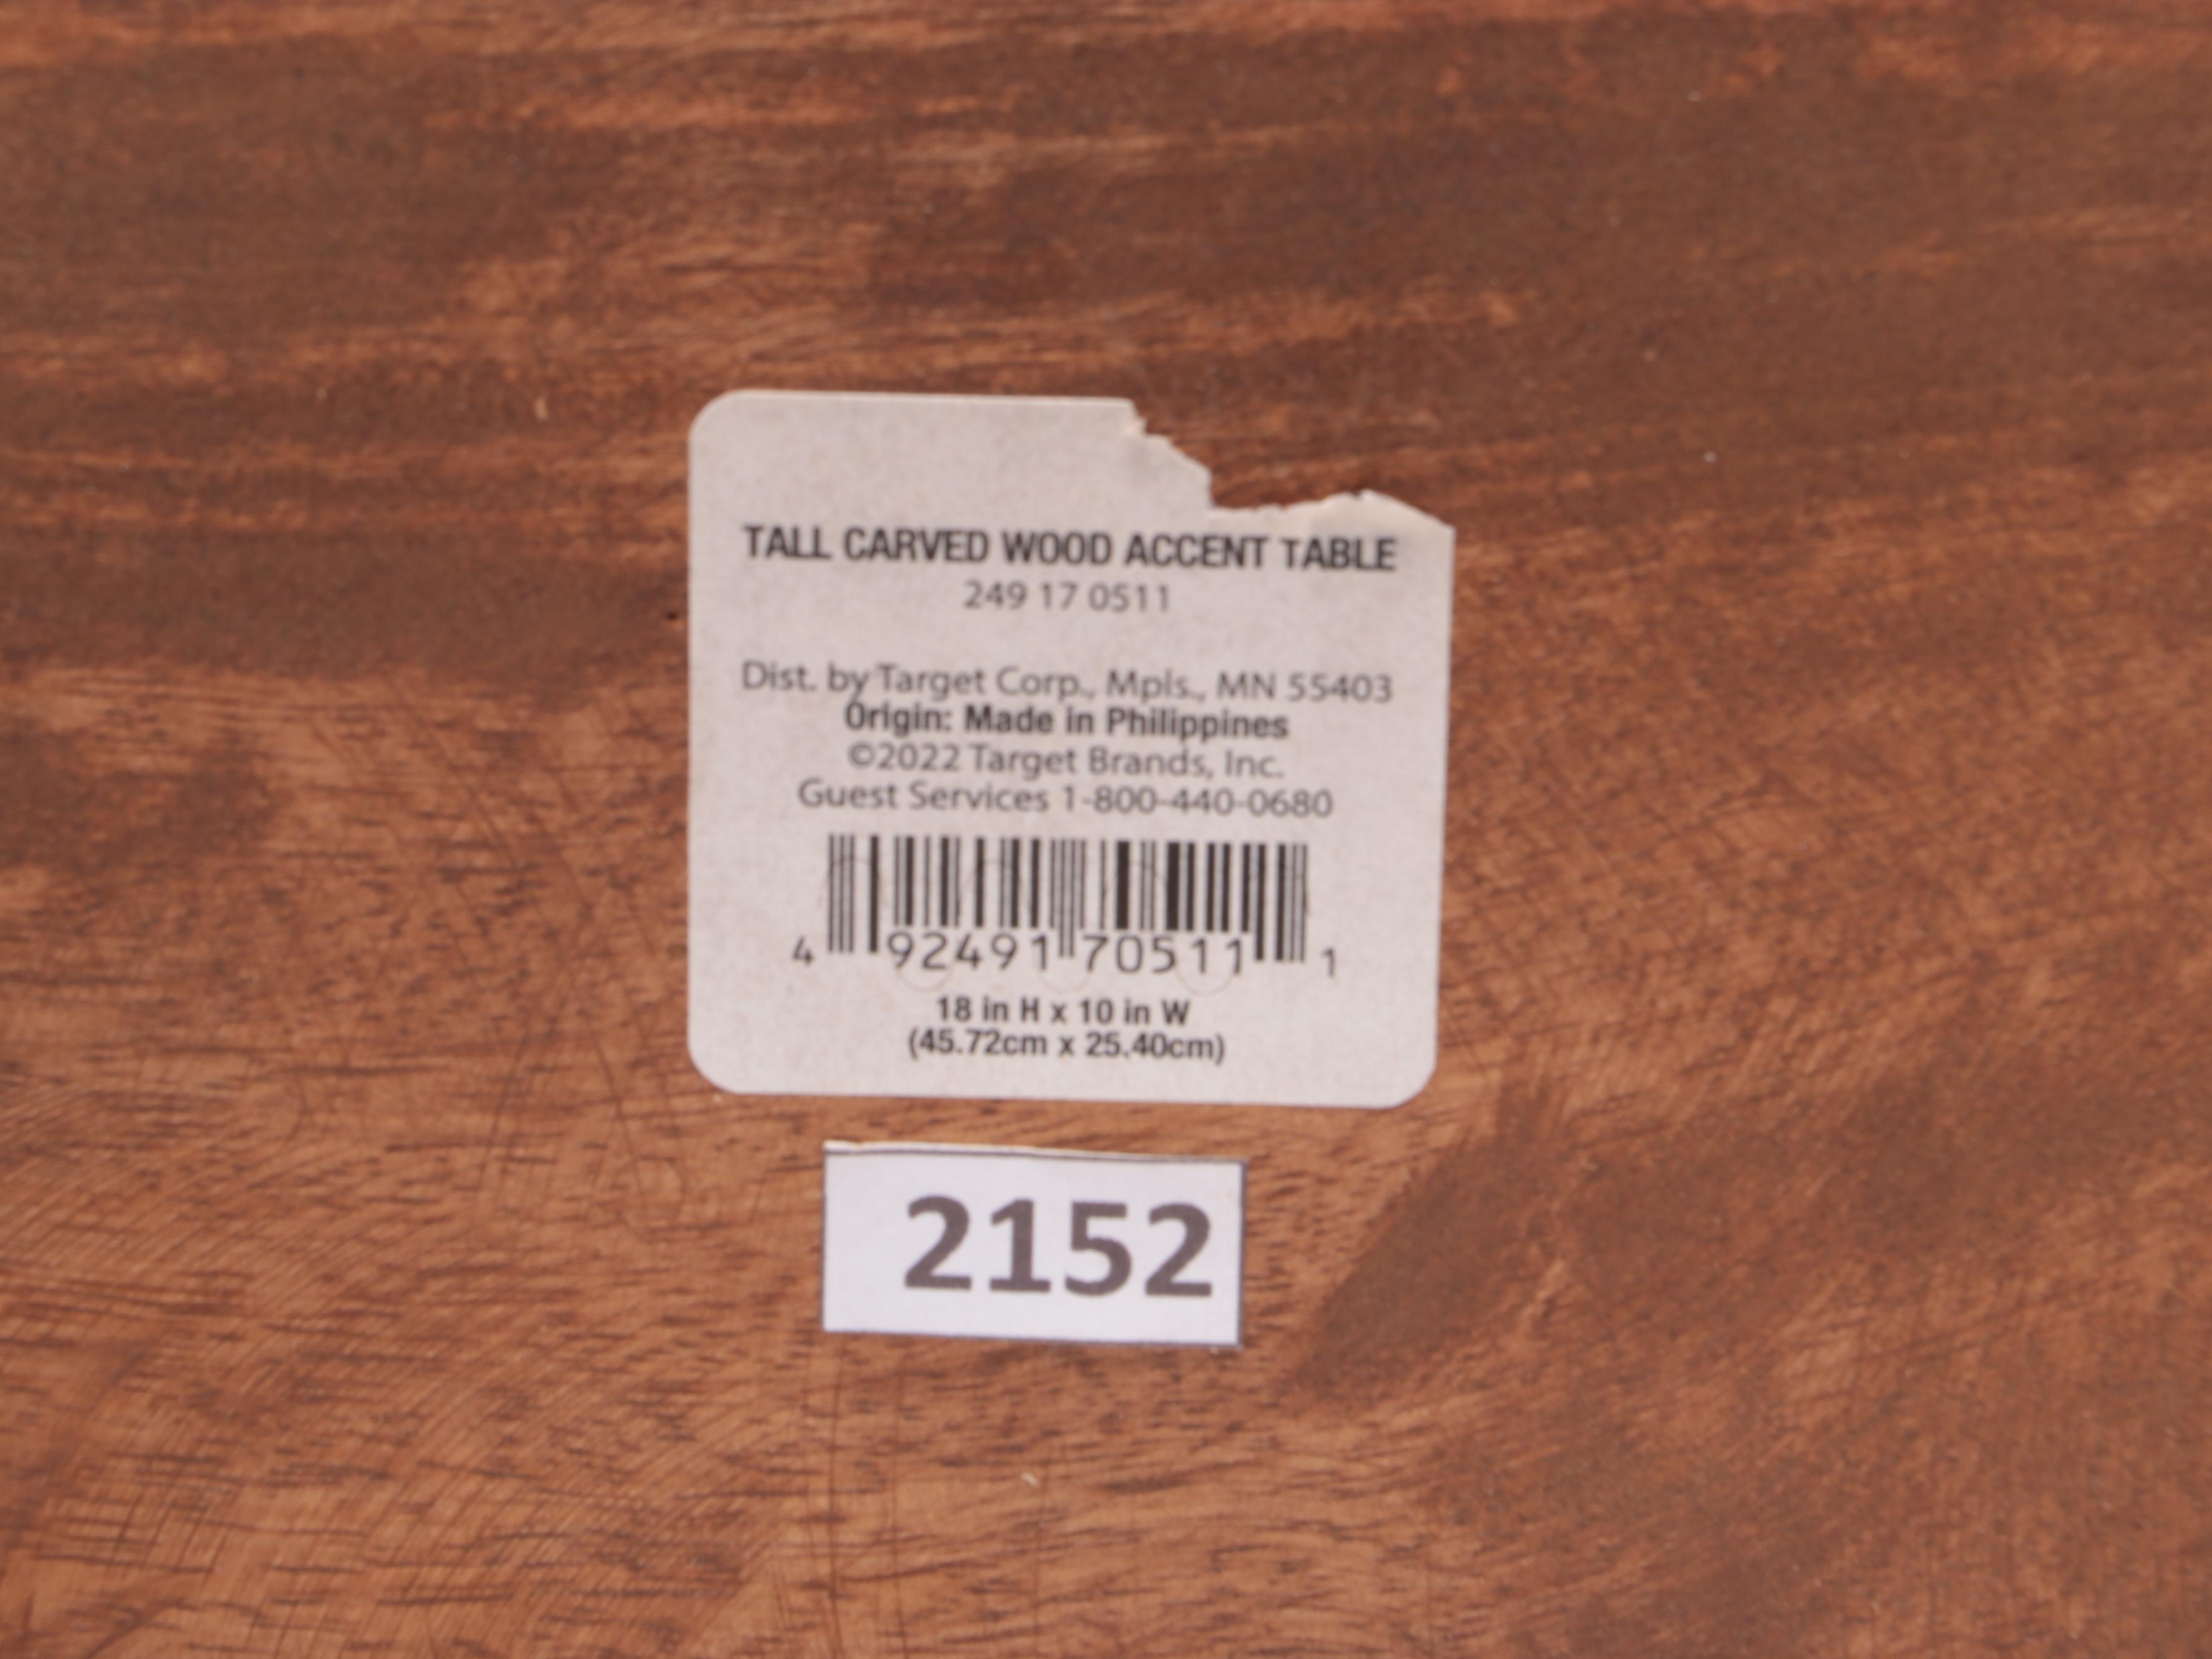 TALL CARVED WOOD ACCENT TABLE
249 17 0511
Dist. by Target Corp., Mpls., MN 55403
Origin: Made in Philippines
©2022 Target Brands, Inc.
Guest Services 1-800-440-0680
4 92491 70511 1
18 in H x 10 in W
(45.72cm x 25.40cm)
2152